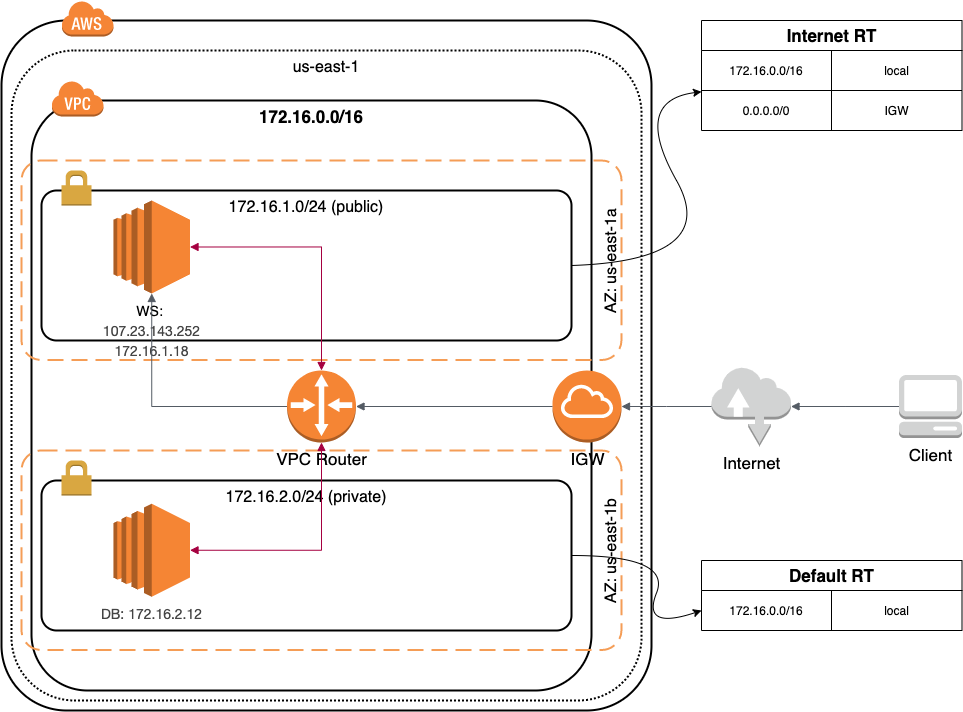 AWS
us-east-1
VPC
172.16.0.0/16
172.16.1.0/24 (public)
WS:
107.23.143.252
172.16.1.18
AZ: us-east-1a
VPC Router
IGW
Internet
Client
172.16.2.0/24 (private)
DB: 172.16.2.12
AZ: us-east-1b
Internet RT
172.16.0.0/16 local
0.0.0.0/0 IGW
Default RT
172.16.0.0/16 local